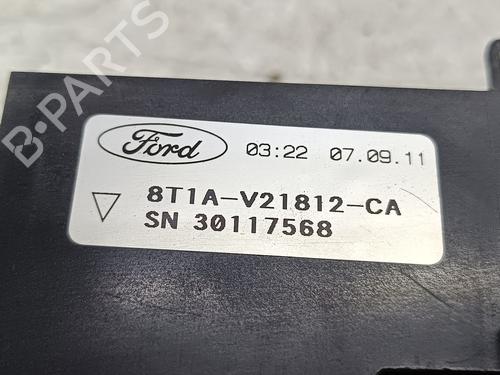 B-PARTS
Ford 03:22 07.09.11
8T1A-V21812-CA
SN 30117568